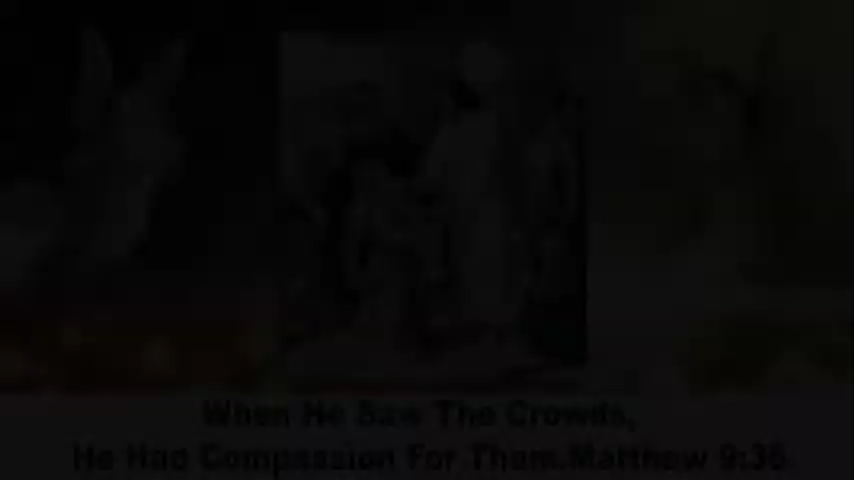 When He Saw The Crowds,
He Had Compassion For Them.Matthew 9:36